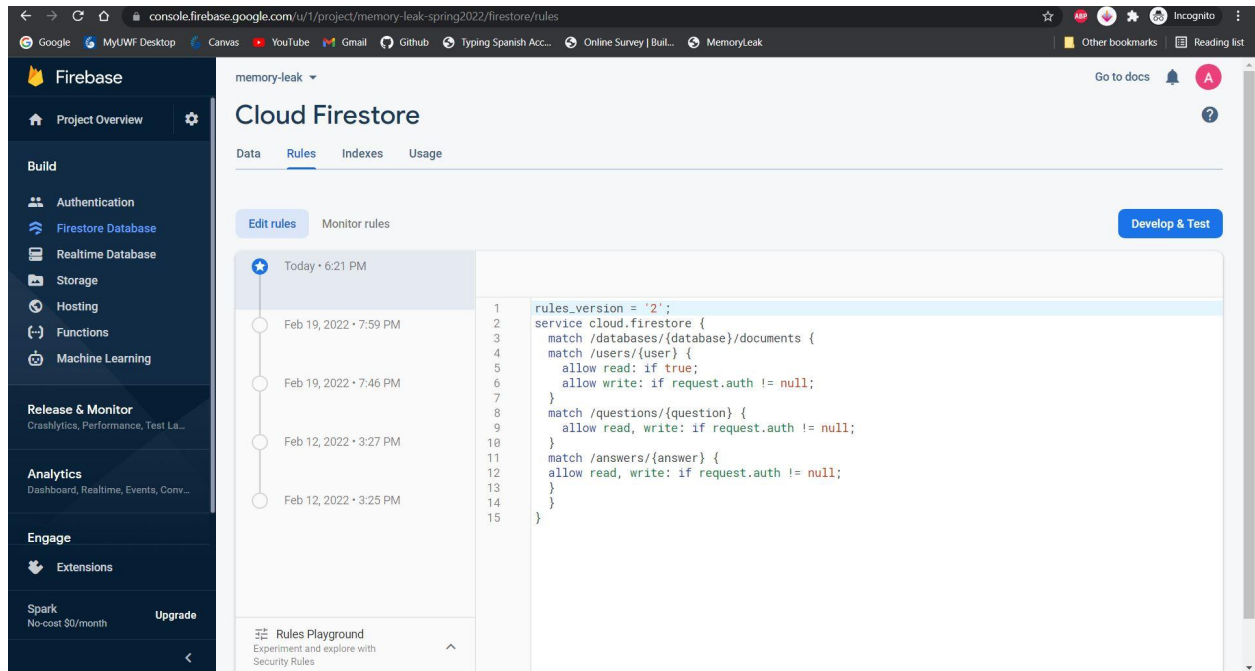 console.firebase.google.com/u/1/project/memory-leak-spring2022/firestore/rules
ABP
Incognito
Google MyUWF Desktop Canvas YouTube Gmail Github Typing Spanish Acc... Online Survey | Buil... MemoryLeak Other bookmarks Reading list
Firebase
Project Overview
Build
Authentication
Firestore Database
Realtime Database
Storage
Hosting
Functions
Machine Learning
Release & Monitor
Crashlytics, Performance, Test La...
Analytics
Dashboard, Realtime, Events, Conv...
Engage
Extensions
Spark
No-cost $0/month
Upgrade
memory-leak
Go to docs
A
Cloud Firestore
?
Data Rules Indexes Usage
Edit rules Monitor rules
Develop & Test
Today • 6:21 PM
Feb 19, 2022 • 7:59 PM
Feb 19, 2022 • 7:46 PM
Feb 12, 2022 • 3:27 PM
Feb 12, 2022 • 3:25 PM
Rules Playground
Experiment and explore with
Security Rules
1 rules_version = '2';
2 service cloud.firestore {
3   match /databases/{database}/documents {
4   match /users/{user} {
5     allow read: if true;
6     allow write: if request.auth != null;
7   }
8   match /questions/{question} {
9     allow read, write: if request.auth != null;
10   }
11   match /answers/{answer} {
12   allow read, write: if request.auth != null;
13   }
14   }
15 }